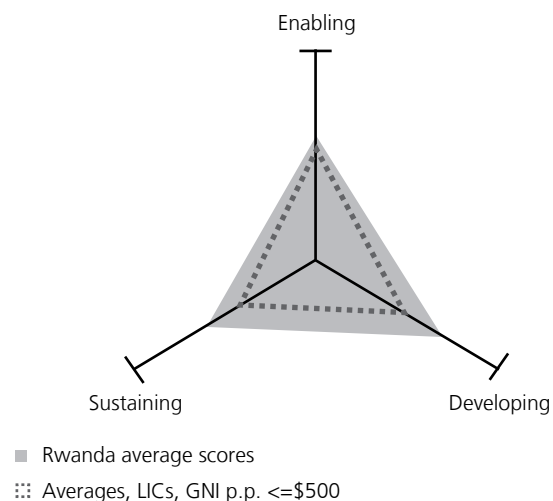 Enabling
Sustaining
Developing
Rwanda average scores
Averages, LICs, GNI p.p. <=$500